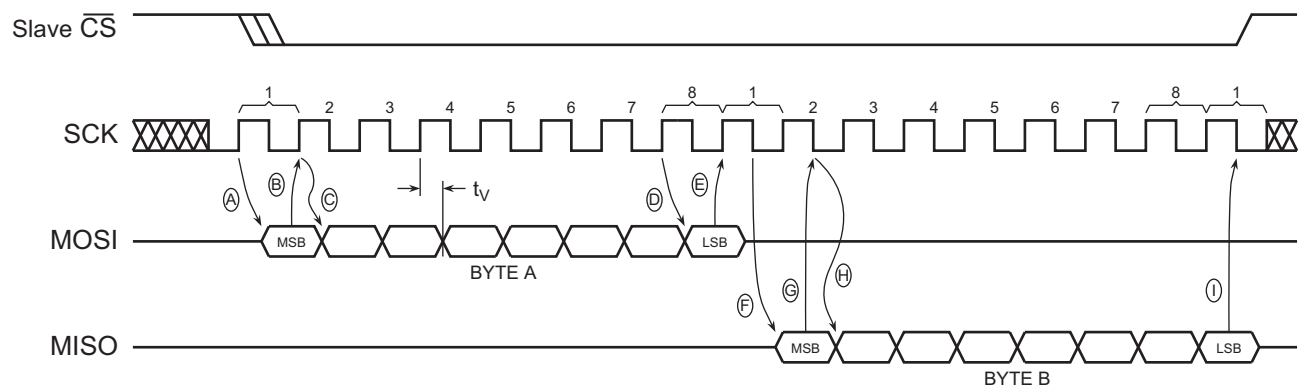 Slave CS
1 2 3 4 5 6 7 8 1 2 3 4 5 6 7 8 1
SCK
A B C tV D E
MOSI MSB LSB
BYTE A
F G H I
MISO MSB LSB
BYTE B